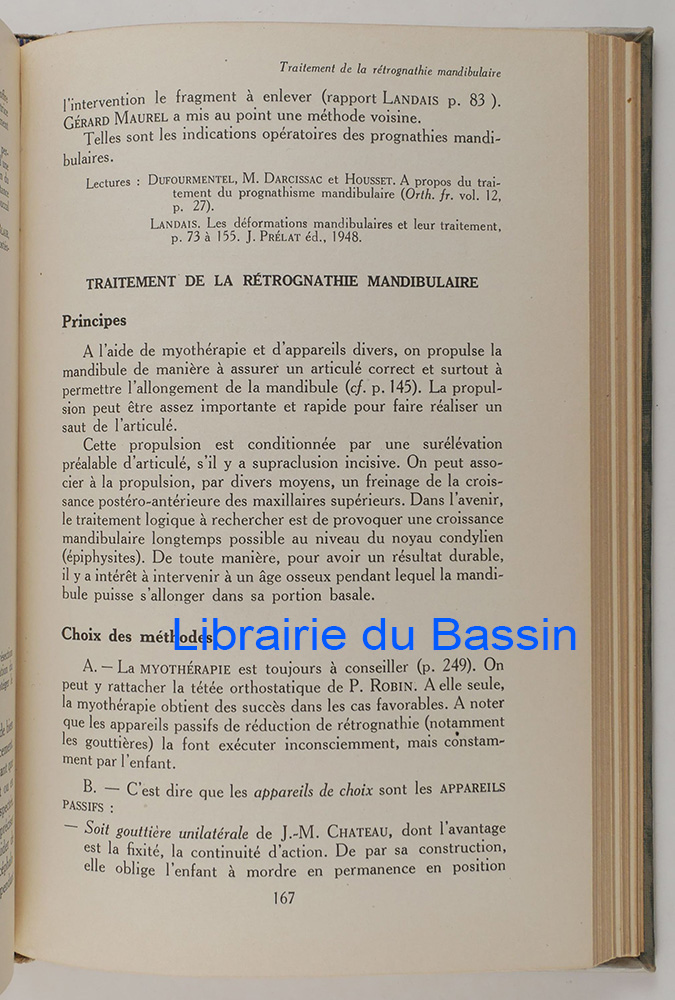 Traitement de la rétrognathie mandibulaire
l'intervention le fragment à enlever (rapport LANDAIS p. 83 ).
GÉRARD MAUREL a mis au point une méthode voisine.
Telles sont les indications opératoires des prognathies mandi-
bulaires.
Lectures : DUFOURMENTEL, M. DARCISSAC et HOUSSET. A propos du trai-
tement du prognathisme mandibulaire (Orth. fr. vol. 12,
p. 27).
LANDAIS. Les déformations mandibulaires et leur traitement,
p. 73 à 155. J. PRÉLAT éd., 1948.
TRAITEMENT DE LA RÉTROGNATHIE MANDIBULAIRE
Principes
A l'aide de myothérapie et d'appareils divers, on propulse la
mandibule de manière à assurer un articulé correct et surtout à
permettre l'allongement de la mandibule (cf. p. 145). La propul-
sion peut être assez importante et rapide pour faire réaliser un
saut de l'articulé.
Cette propulsion est conditionnée par une surélévation
préalable d'articulé, s'il y a supraclusion incisive. On peut asso-
cier à la propulsion, par divers moyens, un freinage de la crois-
sance postéro-antérieure des maxillaires supérieurs. Dans l'avenir,
le traitement logique à rechercher est de provoquer une croissance
mandibulaire longtemps possible au niveau du noyau condylien
(épiphysites). De toute manière, pour avoir un résultat durable,
il y a intérêt à intervenir à un âge osseux pendant lequel la mandi-
bule puisse s'allonger dans sa portion basale.
Choix des méthodes
Librairie du Bassin
A. — LA MYOTHÉRAPIE est toujours à conseiller (p. 249). On
peut y rattacher la tétée orthostatique de P. ROBIN. A elle seule,
la myothérapie obtient des succès dans les cas favorables. A noter
que les appareils passifs de réduction de rétrognathie (notamment
les gouttières) la font exécuter inconsciemment, mais constam-
ment par l'enfant.
B. — C'est dire que les appareils de choix sont les APPAREILS
PASSIFS :
— Soit gouttière unilatérale de J.-M. CHATEAU, dont l'avantage
est la fixité, la continuité d'action. De par sa construction,
elle oblige l'enfant à mordre en permanence en position
167